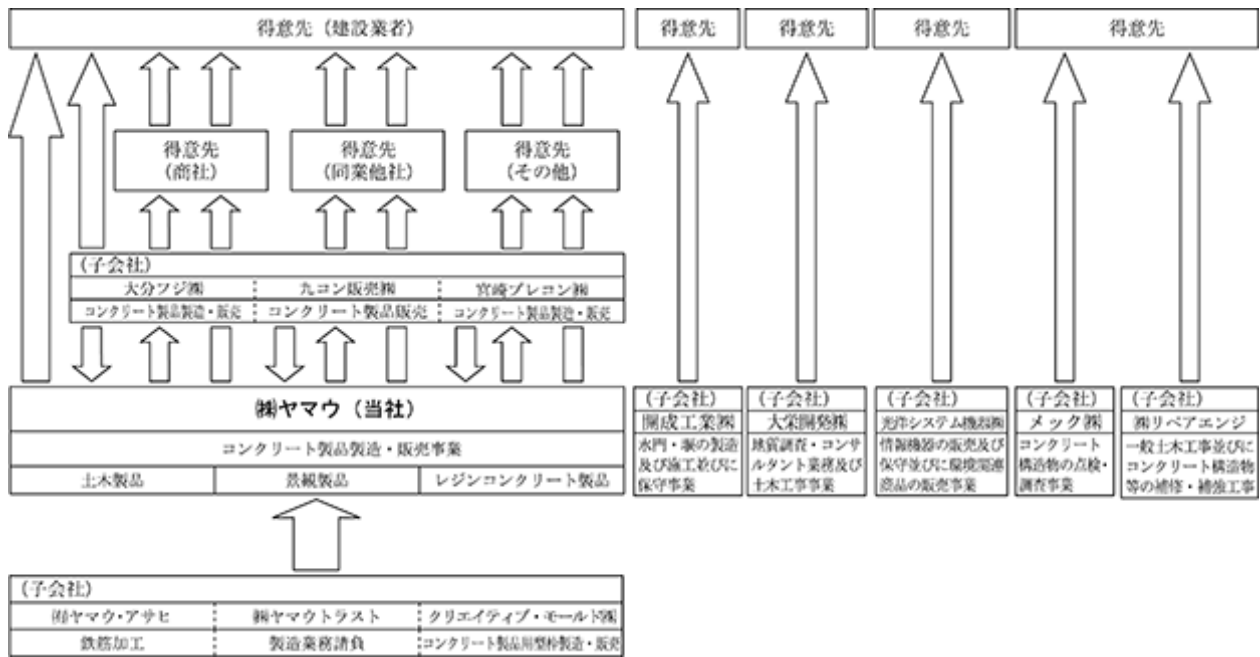 得意先（建設業者）
得意先
得意先
得意先
得意先
得意先
（商社）
得意先
（同業他社）
得意先
（その他）
（子会社）
大分フジ㈱
九コン販売㈱
宮崎プレコン㈱
コンクリート製品製造・販売
コンクリート製品販売
コンクリート製品製造・販売
㈱ヤマウ（当社）
コンクリート製品製造・販売事業
土木製品
景観製品
レジンコンクリート製品
（子会社）
開成工業㈱
水門・堰の製造
及び施工並びに
保守事業
（子会社）
大栄開発㈱
地質調査・コンサ
ルタント業務及び
土木工事事業
（子会社）
光洋システム機器㈱
情報機器の販売及び
保守並びに環境関連
商品の販売事業
（子会社）
メック㈱
コンクリート
構造物の点検・
調査事業
（子会社）
㈱リペアエンジ
一般土木工事並びに
コンクリート構造物
等の補修・補強工事
（子会社）
㈲ヤマウ・アサヒ
㈱ヤマウトラスト
クリエイティブ・モールド㈱
鉄筋加工
製造業務請負
コンクリート製品用型枠製造・販売